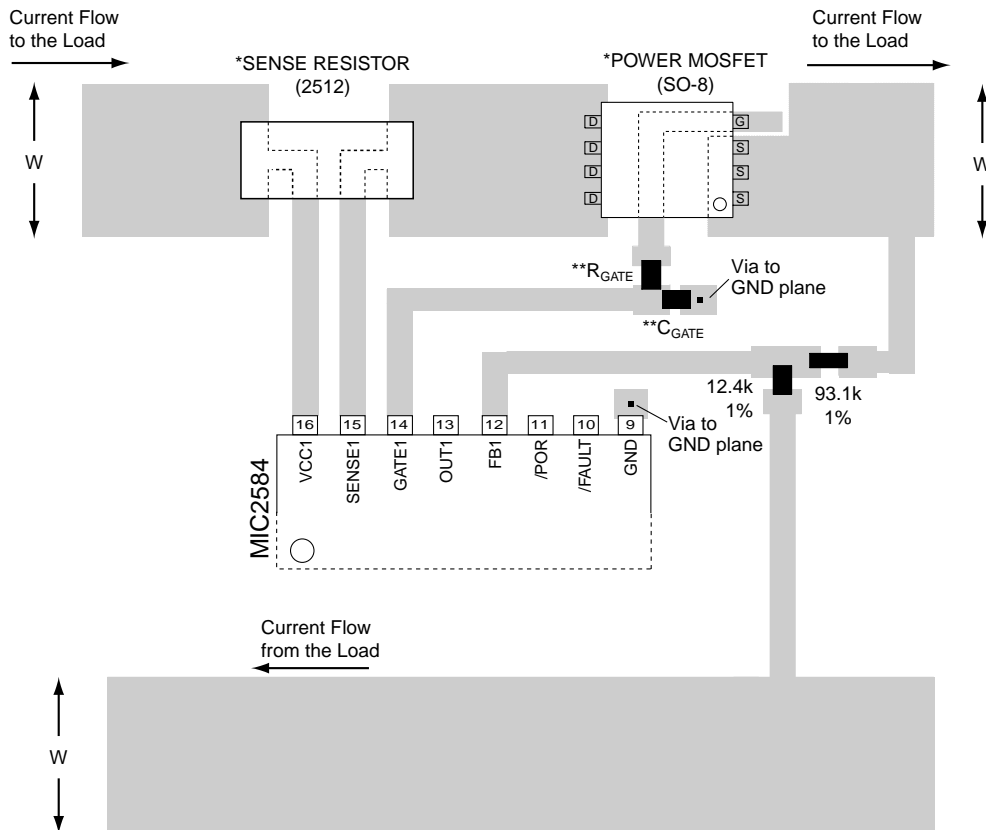 Current Flow
to the Load
Current Flow
to the Load
*SENSE RESISTOR
(2512)
*POWER MOSFET
(SO-8)
W
W
D
G
D
S
D
S
D
S
**R_GATE
Via to
GND plane
**C_GATE
12.4k
1%
93.1k
1%
Via to
GND plane
16
15
14
13
12
11
10
9
VCC1
SENSE1
GATE1
OUT1
FB1
/POR
/FAULT
GND
MIC2584
Current Flow
from the Load
W